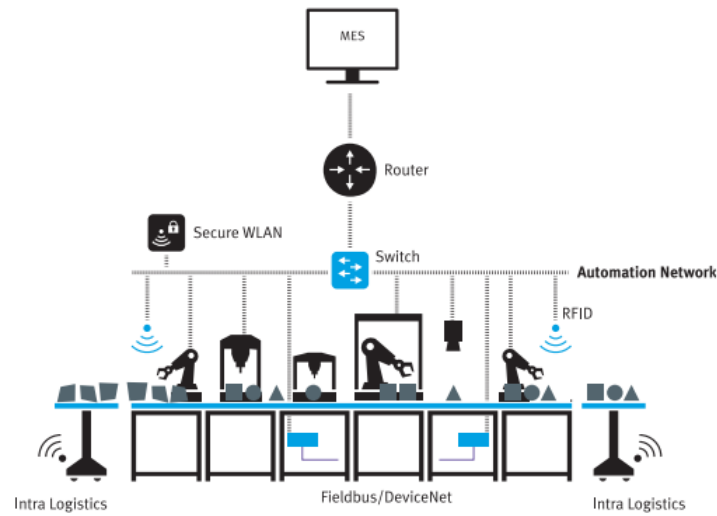 MES
Router
Secure WLAN
Switch
Automation Network
RFID
Fieldbus/DeviceNet
Intra Logistics
Intra Logistics